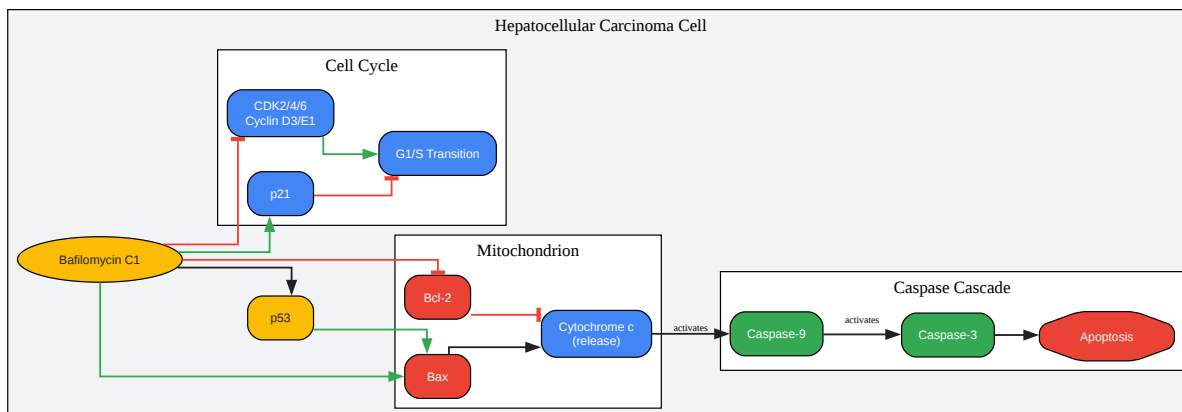 Hepatocellular Carcinoma Cell
Cell Cycle
CDK2/4/6
Cyclin D3/E1
G1/S Transition
p21
Bafilomycin C1
p53
Mitochondrion
Bcl-2
Cytochrome c
(release)
Bax
activates
Caspase Cascade
Caspase-9
activates
Caspase-3
Apoptosis